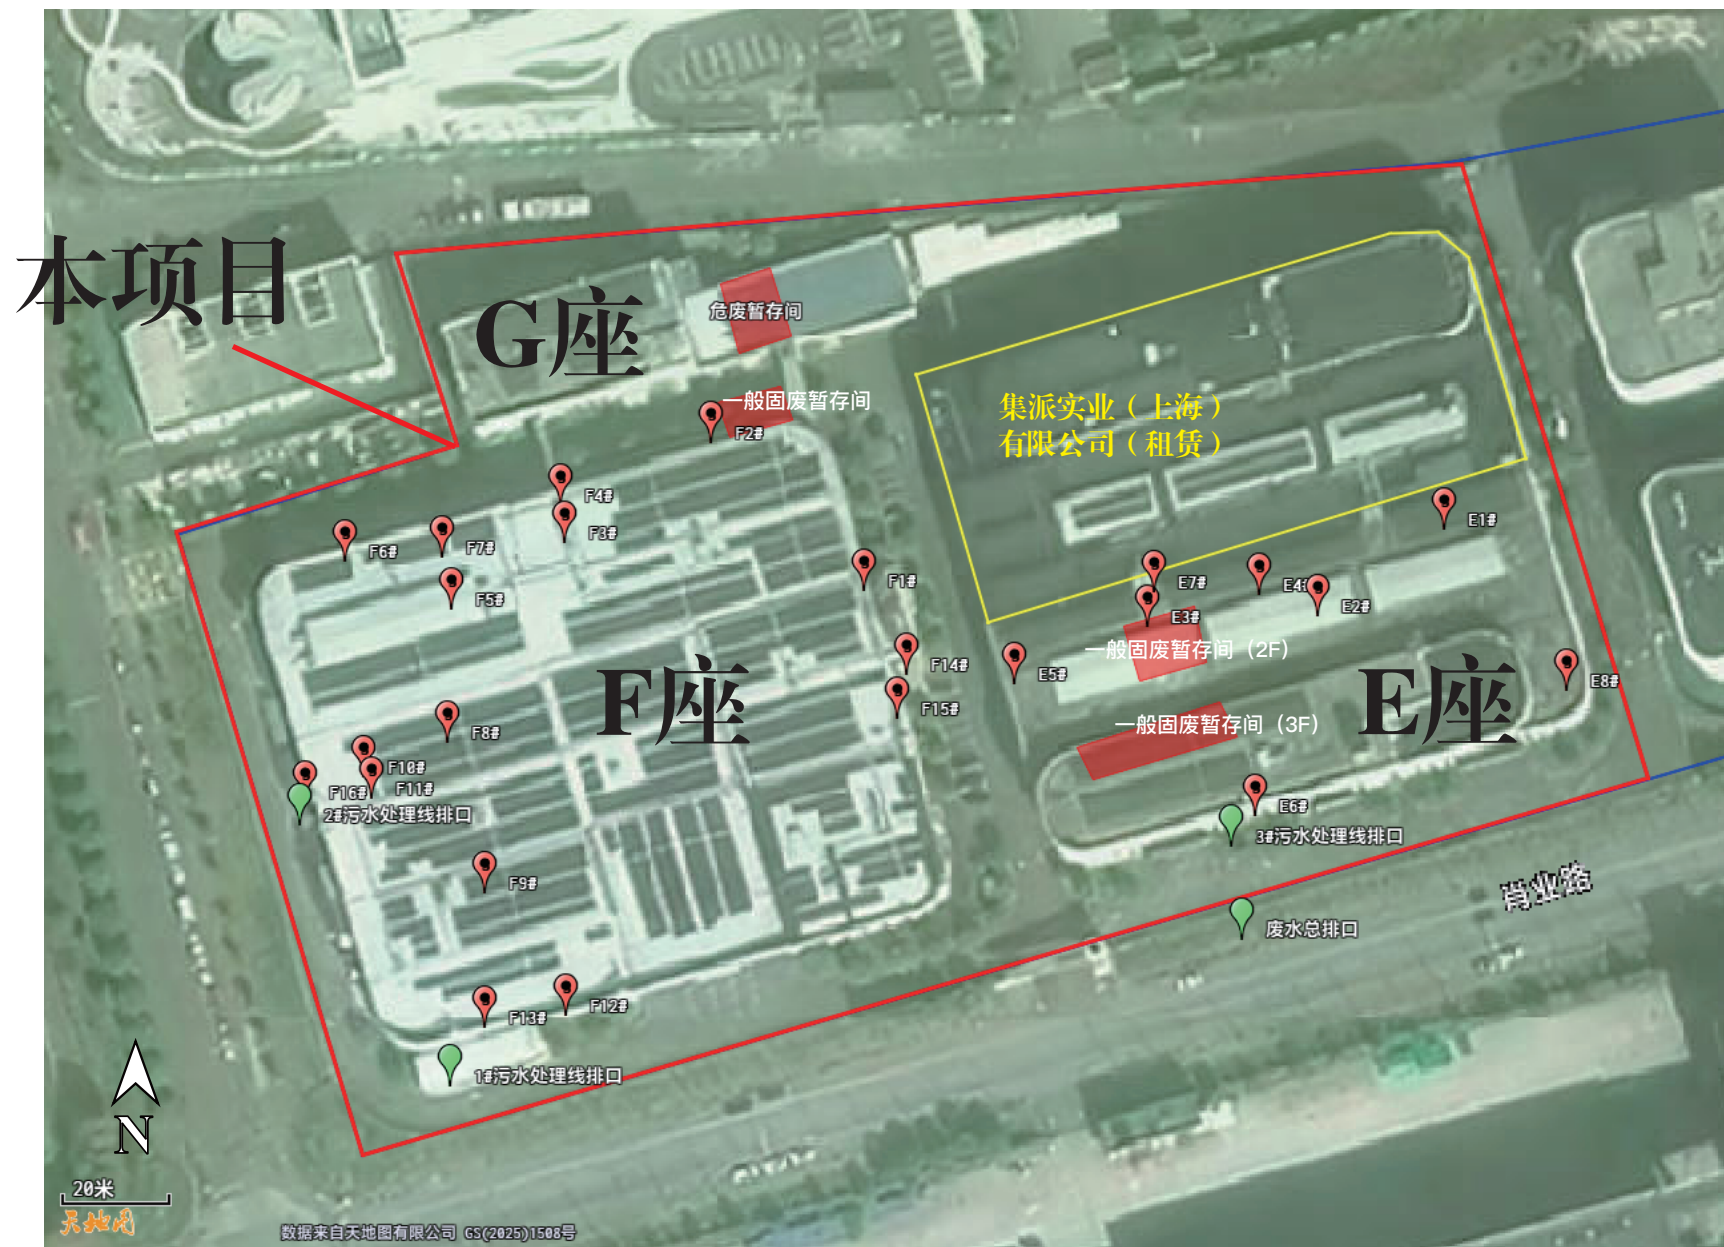 本项目
G座
危废暂存间
一般固废暂存间
F2#
集派实业（上海）
有限公司（租赁）
F4#
F3#
F6#
F7#
F5#
F1#
E1#
E7#
E4#
E2#
E3#
一般固废暂存间（2F）
F14#
E5#
E8#
F15#
F座
E座
一般固废暂存间（3F）
F8#
F10#
F16#
F11#
2#污水处理线排口
E6#
3#污水处理线排口
F9#
肖业路
废水总排口
F13#
F12#
1#污水处理线排口
N
20米
天地图
数据来自天地图有限公司 GS(2025)1508号